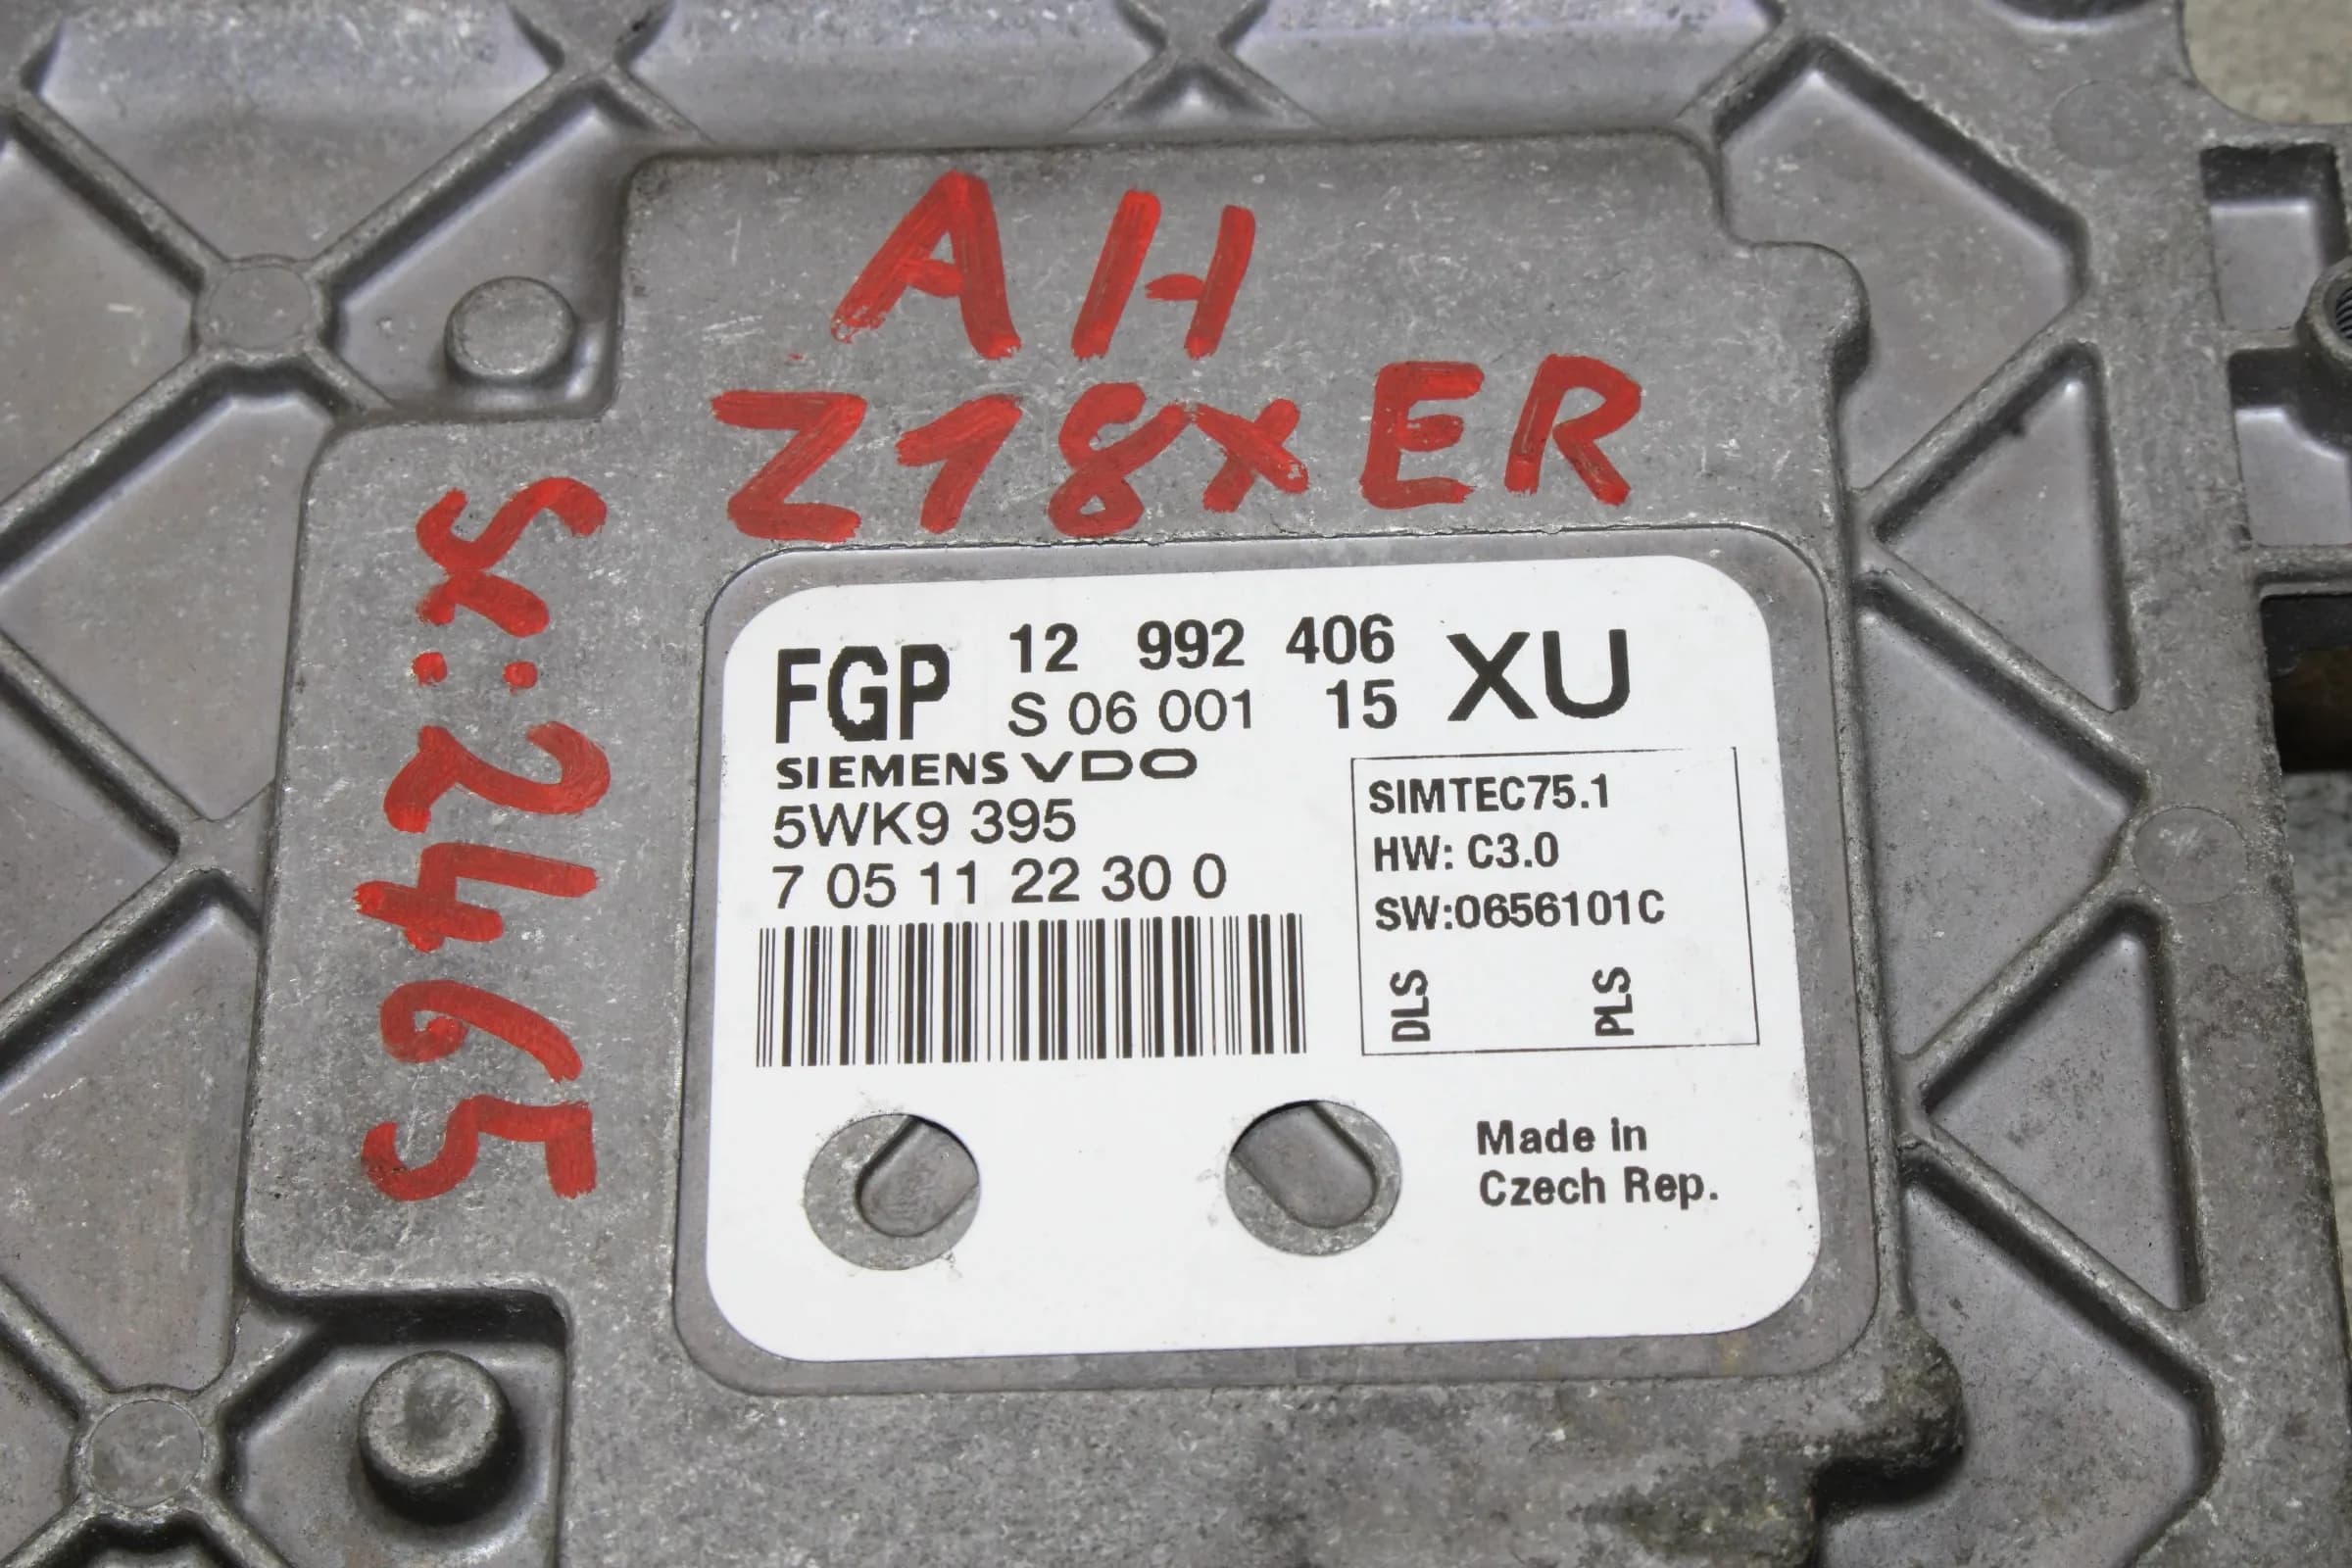 AH
Z18XER
Sx:2465
FGP 12 992 406 XU
S 06 001 15
SIEMENS VDO
5WK9 395
7 05 11 22 30 0
SIMTEC75.1
HW: C3.0
SW:0656101C
DLS PLS
Made in
Czech Rep.